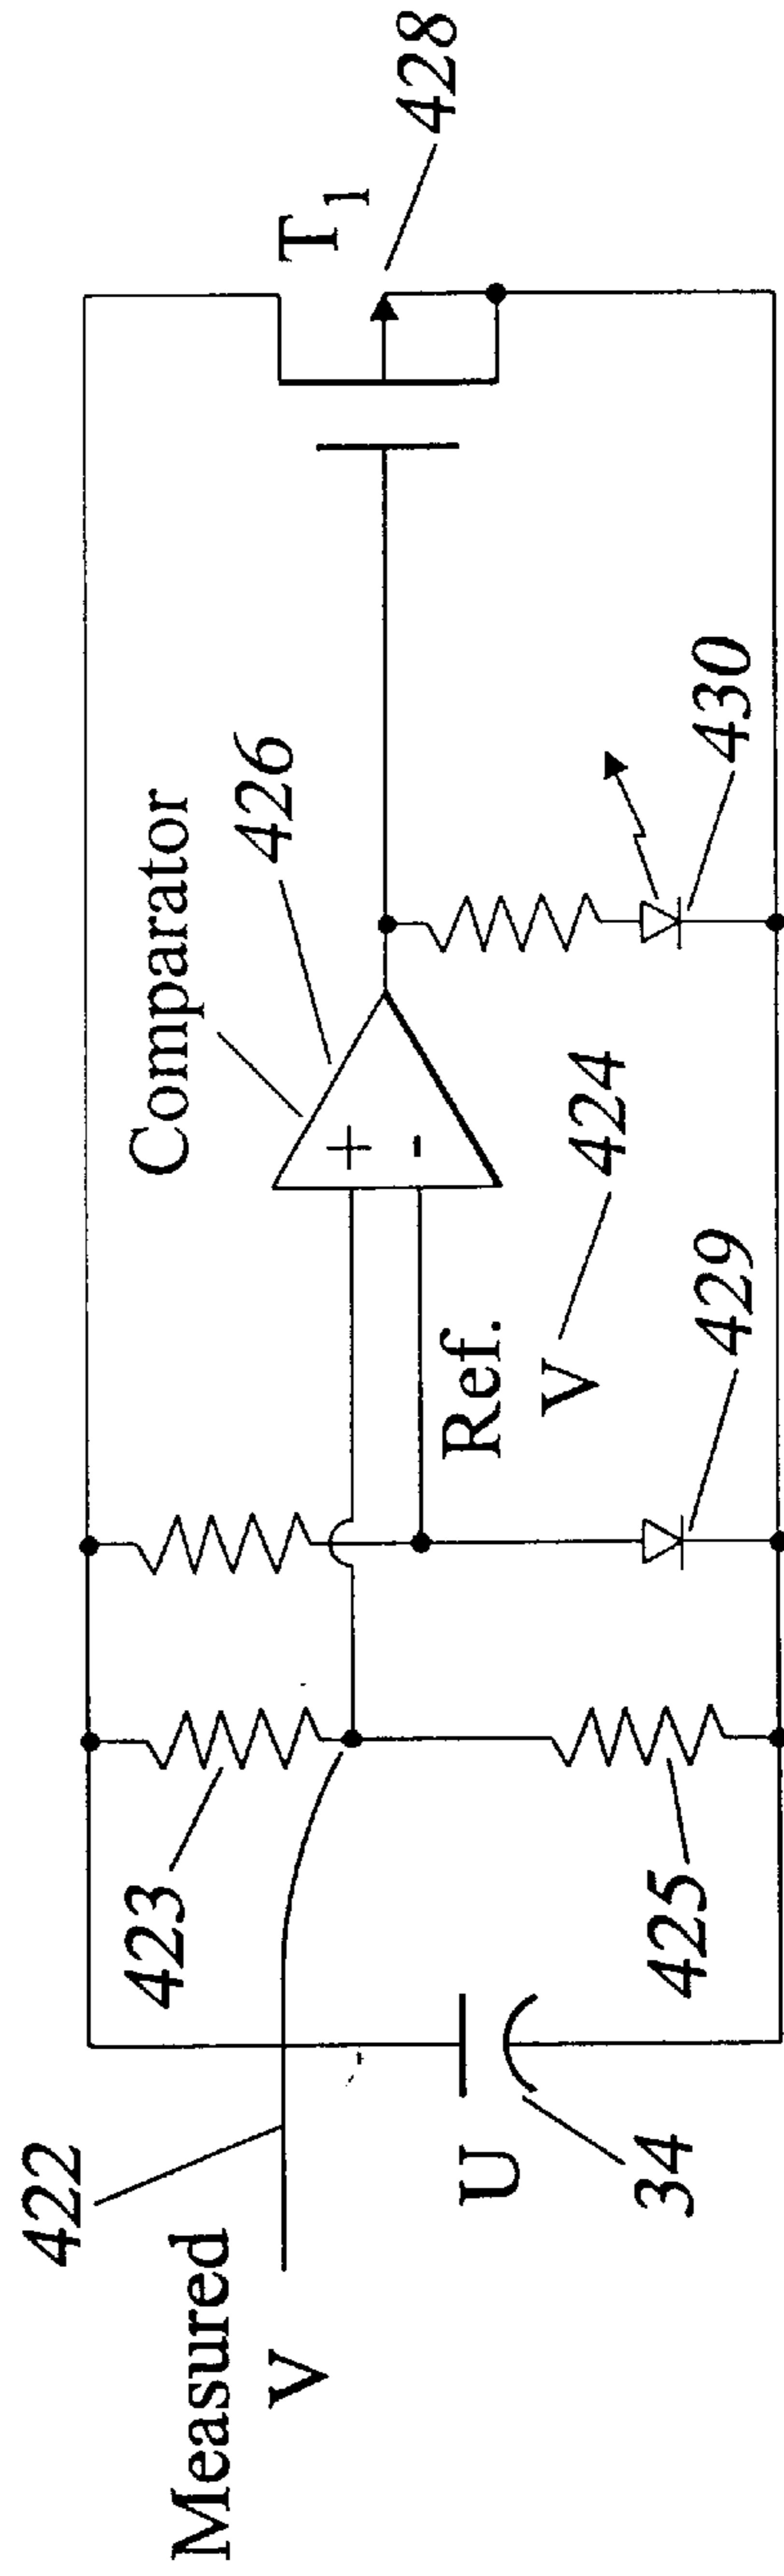 Measured
V
422
423
U
34
425
Ref.
V
424
429
Comparator
426
+
-
430
T1
428